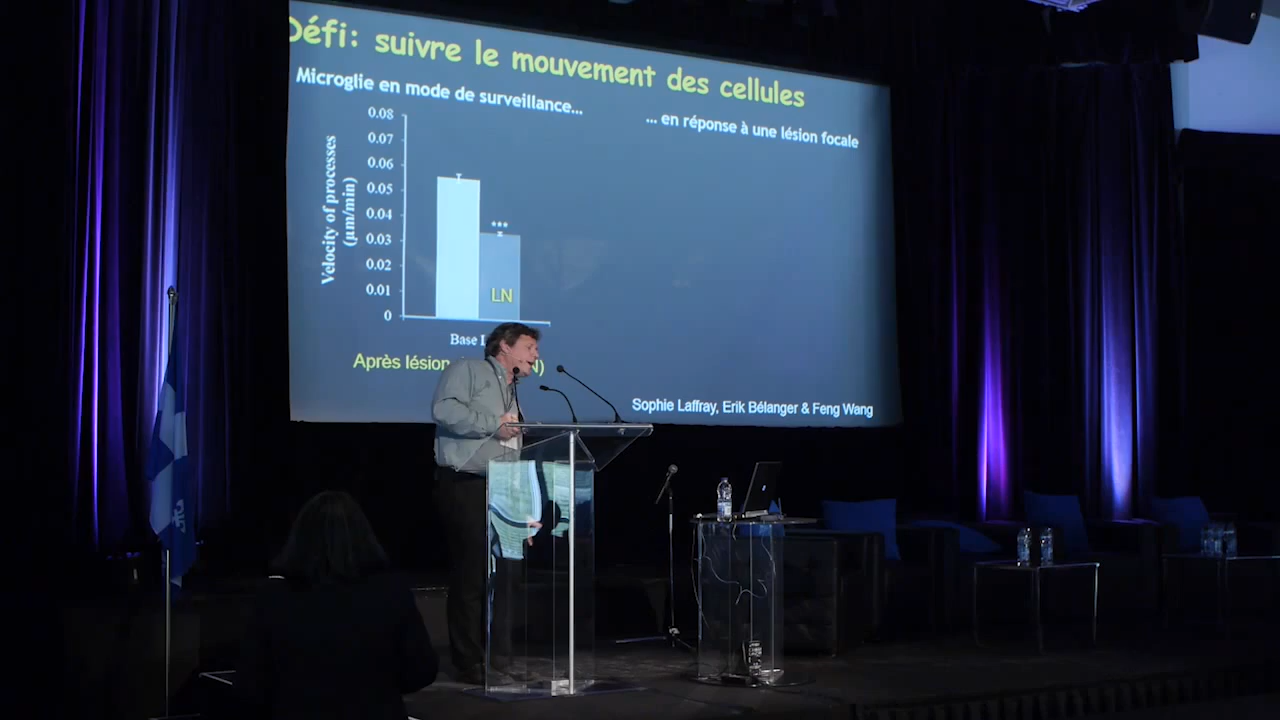 Défi: suivre le mouvement des cellules
Microglie en mode de surveillance...
... en réponse à une lésion focale
0.08
0.07
0.06
0.05
0.04
0.03
0.02
0.01
0
Velocity of processes
(µm/min)
***
LN
Base
Après lésion
Sophie Laffray, Erik Bélanger & Feng Wang